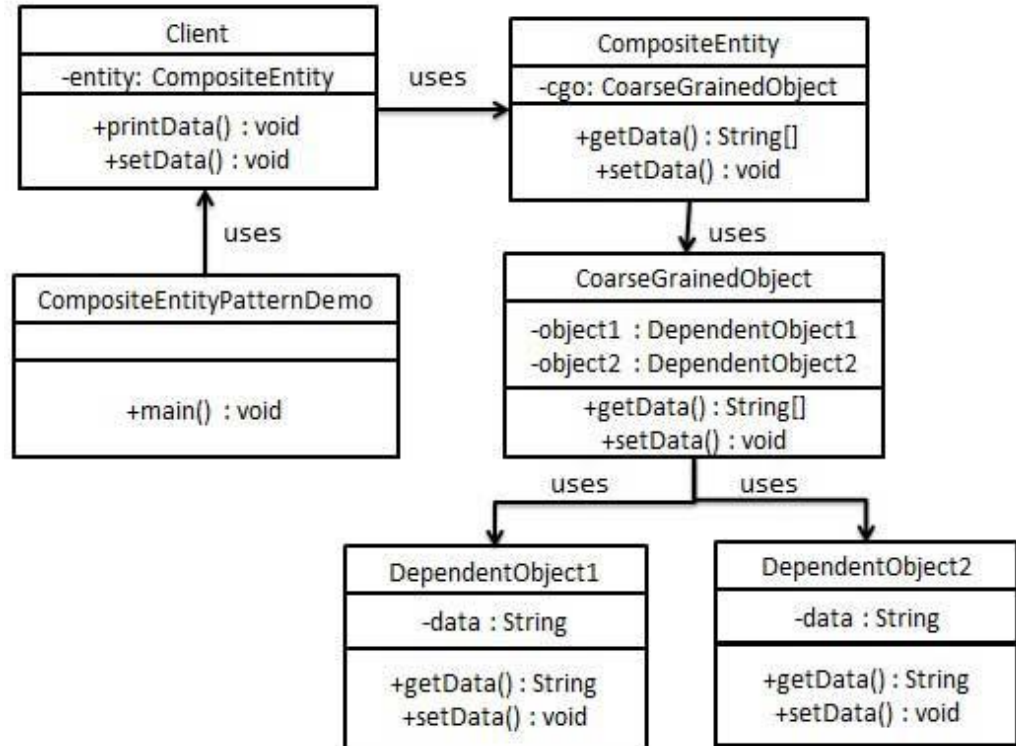 Client
-entity: CompositeEntity
+printData() : void
+setData() : void
uses
CompositeEntity
-cgo: CoarseGrainedObject
+getData() : String[]
+setData() : void
uses
uses
CompositeEntityPatternDemo
+main() : void
CoarseGrainedObject
-object1 : DependentObject1
-object2 : DependentObject2
+getData() : String[]
+setData() : void
uses
uses
DependentObject1
-data : String
+getData() : String
+setData() : void
DependentObject2
-data : String
+getData() : String
+setData() : void